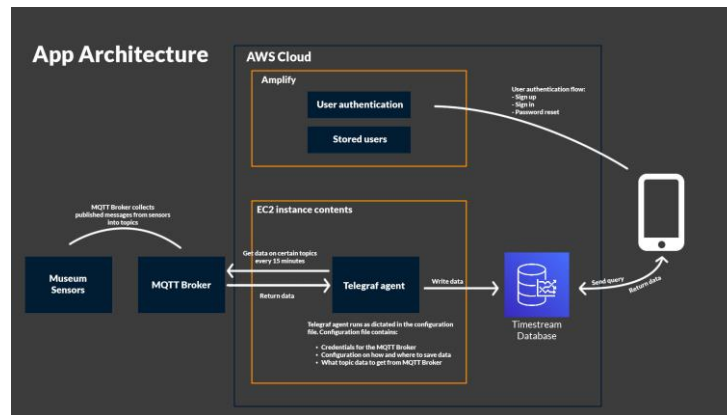 App Architecture
AWS Cloud
Amplify
User authentication
Stored users
User authentication flow:
- Sign up
- Sign in
- Password reset
MQTT Broker collects
published messages from sensors
into topics
EC2 instance contents
Museum
Sensors
MQTT Broker
Get data on certain topics
every 15 minutes
Return data
Telegraf agent
Write data
Send query
Return data
Timestream
Database
Telegraf agent runs as dictated in the configuration
file. Configuration file contains:
• Credentials for the MQTT Broker
• Configuration on how and where to save data
• What topic data to get from MQTT Broker